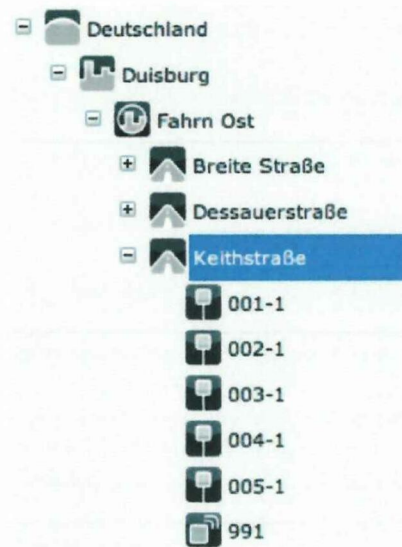 Deutschland
Duisburg
Fahrn Ost
Breite Straße
Dessauerstraße
Keithstraße
001-1
002-1
003-1
004-1
005-1
991